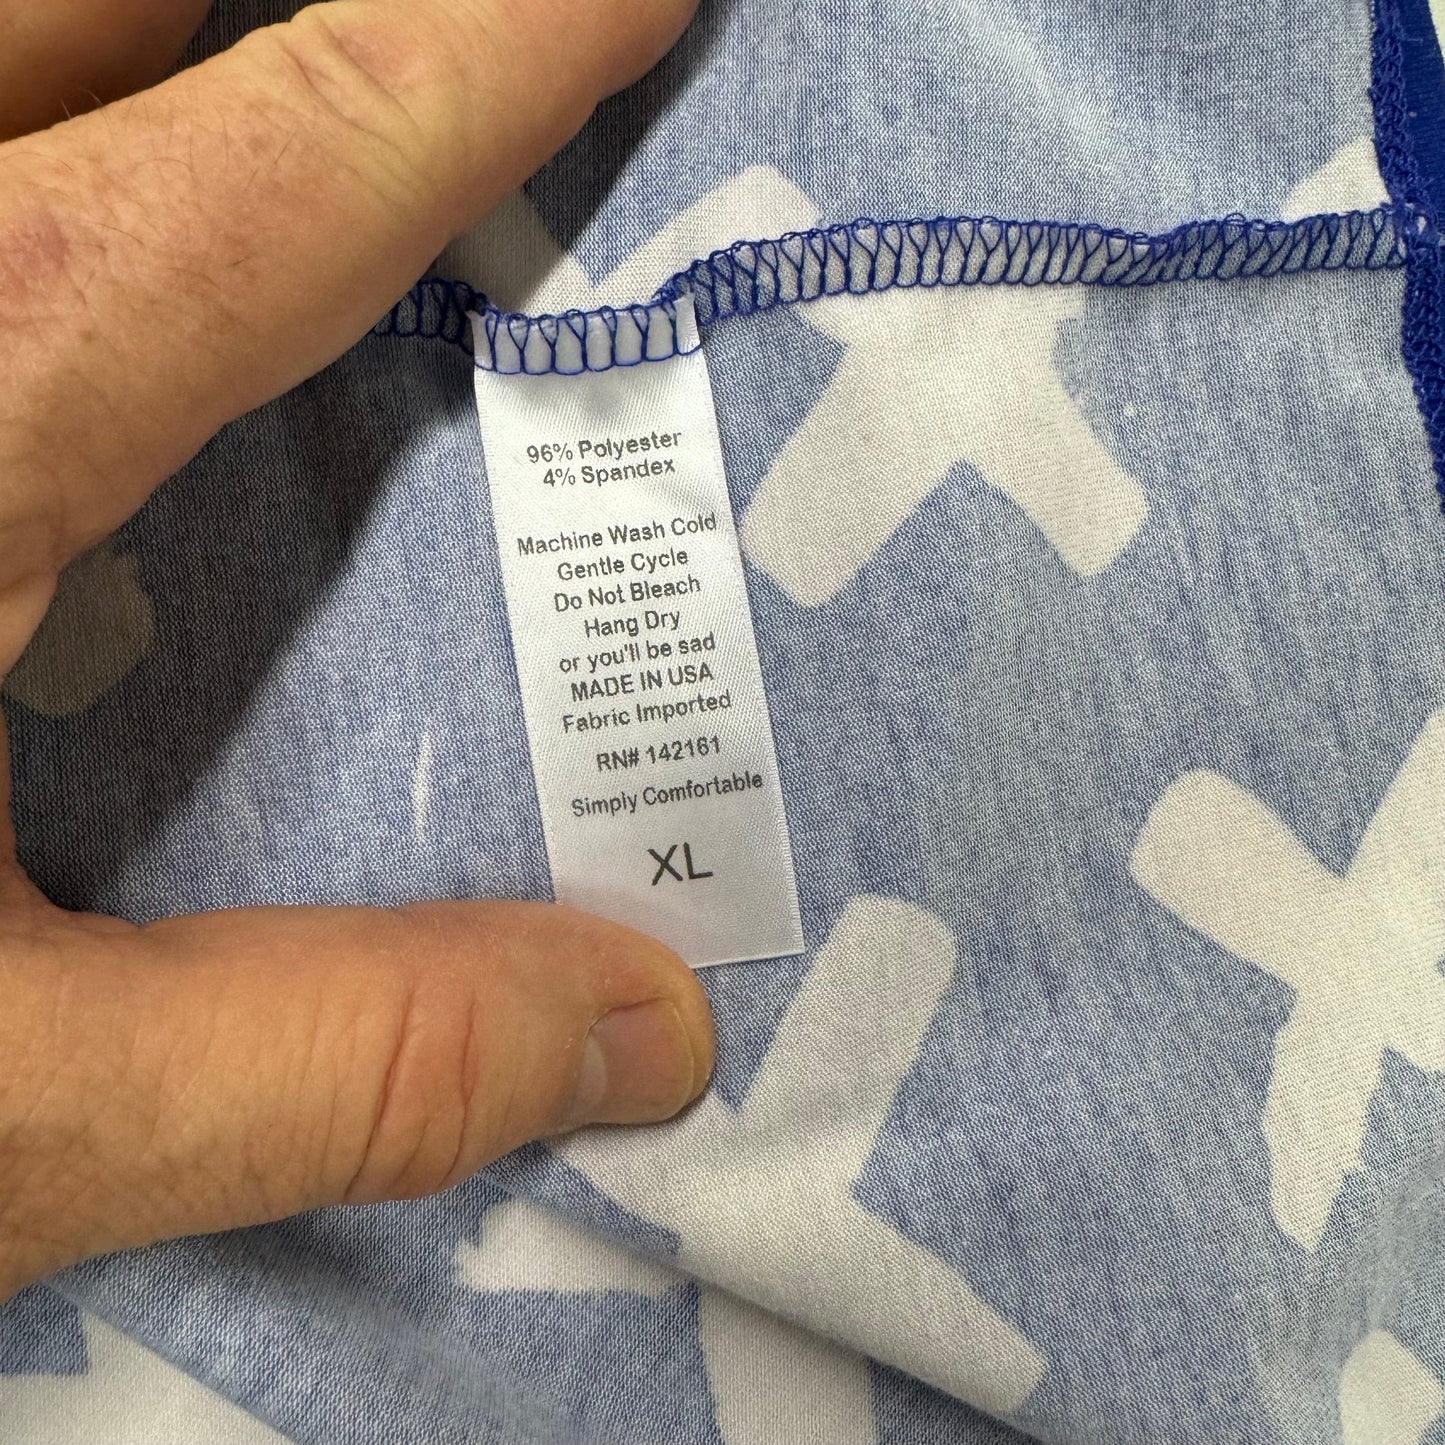 96% Polyester
4% Spandex
Machine Wash Cold
Gentle Cycle
Do Not Bleach
Hang Dry
or you'll be sad
MADE IN USA
Fabric Imported
RN# 142161
Simply Comfortable
XL